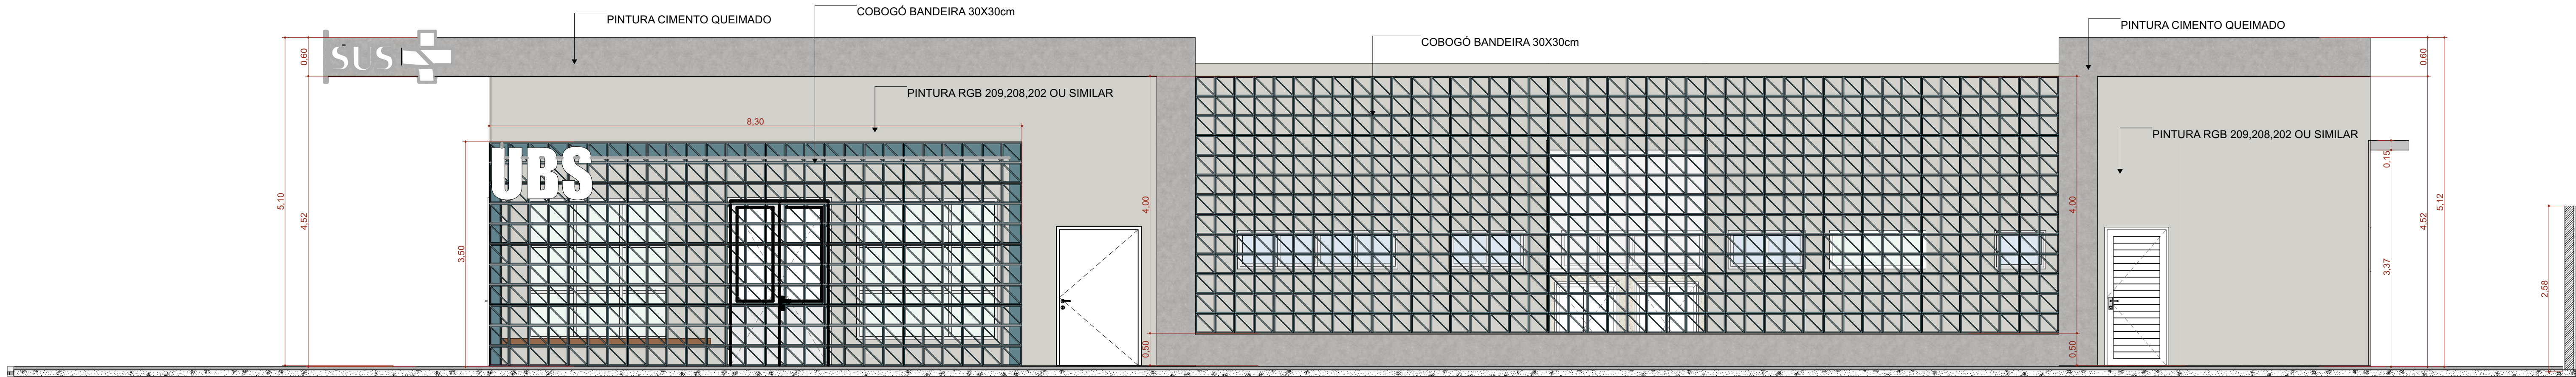 PINTURA CIMENTO QUEIMADO
COBOGÓ BANDEIRA 30X30cm
COBOGÓ BANDEIRA 30X30cm
PINTURA CIMENTO QUEIMADO
SUS
0,60
0,60
PINTURA RGB 209,208,202 OU SIMILAR
8,30
PINTURA RGB 209,208,202 OU SIMILAR
UBS
5,10
4,52
3,50
4,00
0,50
4,00
0,50
0,15
3,37
4,52
5,12
2,58